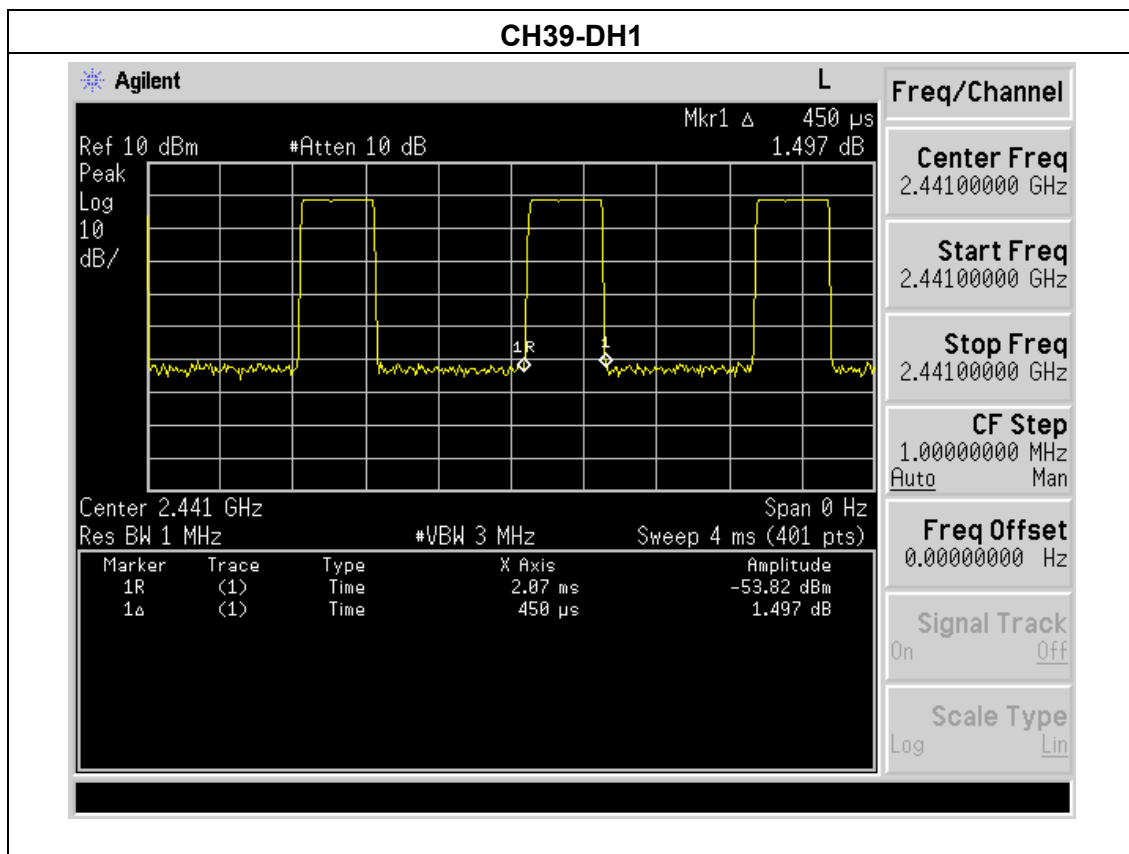 CH39-DH1
Agilent
L
Mkr1 Δ 450 µs
Ref 10 dBm #Atten 10 dB 1.497 dB
Peak
Log
10
dB/
1R
1
Center 2.441 GHz Span 0 Hz
Res BW 1 MHz #VBW 3 MHz Sweep 4 ms (401 pts)
Marker Trace Type X Axis Amplitude
1R (1) Time 2.07 ms -53.82 dBm
1Δ (1) Time 450 µs 1.497 dB
Freq/Channel
Center Freq
2.44100000 GHz
Start Freq
2.44100000 GHz
Stop Freq
2.44100000 GHz
CF Step
1.00000000 MHz
Auto Man
Freq Offset
0.00000000 Hz
Signal Track
On Off
Scale Type
Log Lin